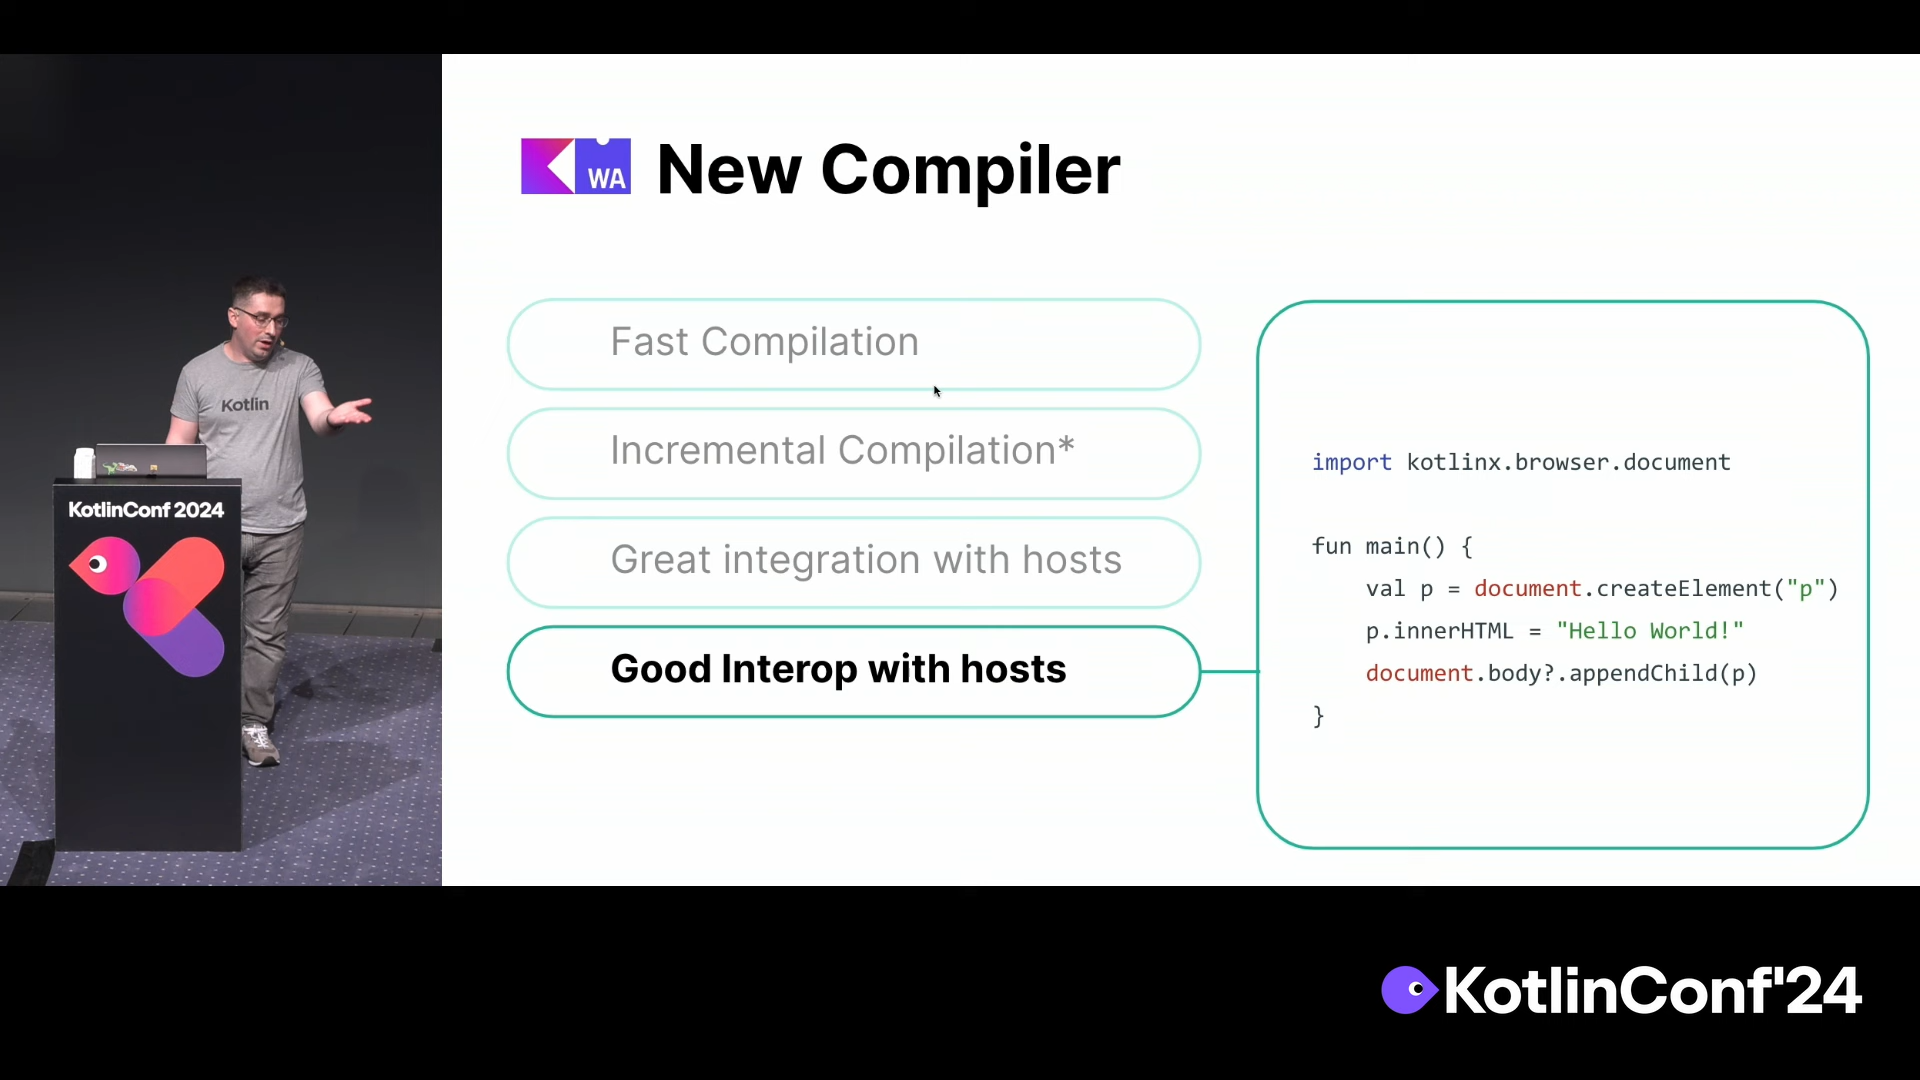 WA
New Compiler
Fast Compilation
Incremental Compilation*
Great integration with hosts
Good Interop with hosts
import kotlinx.browser.document
fun main() {
    val p = document.createElement("p")
    p.innerHTML = "Hello World!"
    document.body?.appendChild(p)
}
Kotlin
KotlinConf 2024
KotlinConf'24